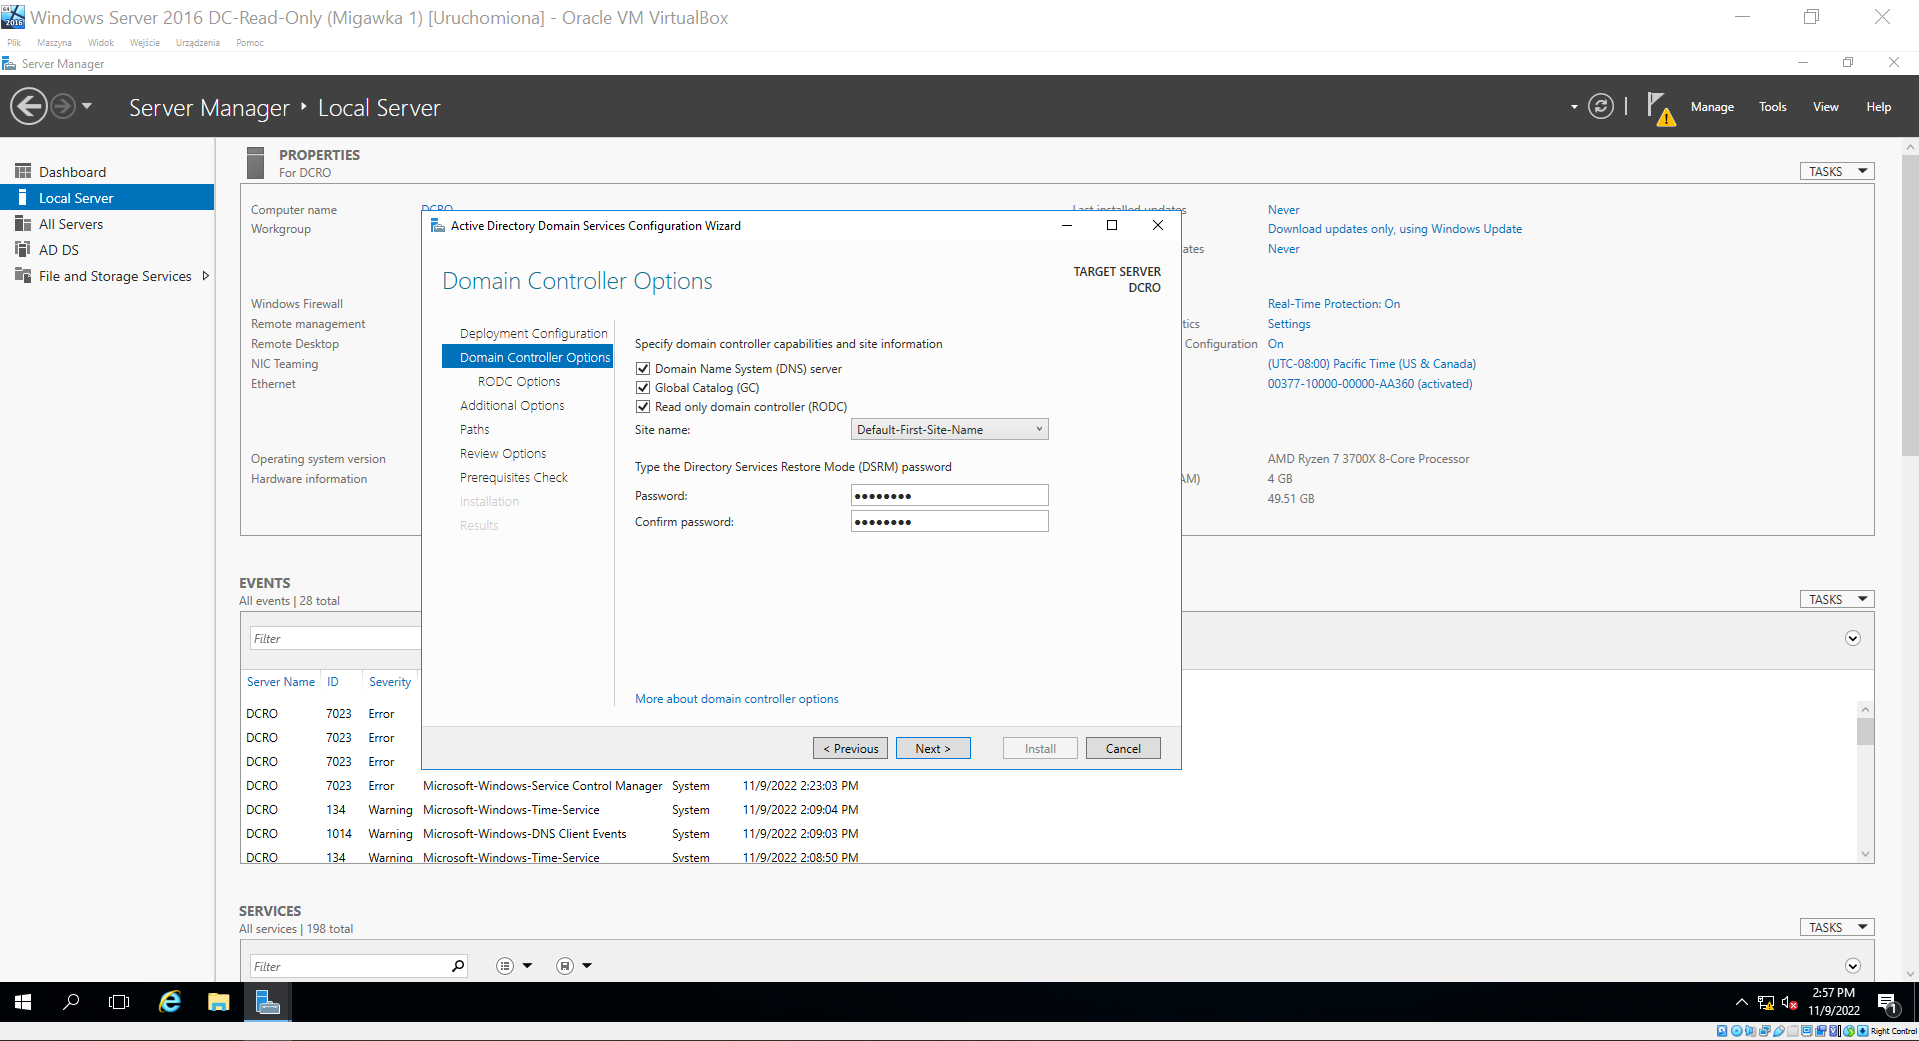 Windows Server 2016 DC-Read-Only (Migawka 1) [Uruchomiona] - Oracle VM VirtualBox
Plik Maszyna Widok Wejście Urządzenia Pomoc
Server Manager
Server Manager ‣ Local Server
Manage Tools View Help
Dashboard
Local Server
All Servers
AD DS
File and Storage Services
PROPERTIES
For DCRO
TASKS
Computer name
Workgroup
Windows Firewall
Remote management
Remote Desktop
NIC Teaming
Ethernet
Operating system version
Hardware information
DCRO
Last installed updates
ates
tics
Configuration
AM)
Never
Download updates only, using Windows Update
Never
Real-Time Protection: On
Settings
On
(UTC-08:00) Pacific Time (US & Canada)
00377-10000-00000-AA360 (activated)
AMD Ryzen 7 3700X 8-Core Processor
4 GB
49.51 GB
Active Directory Domain Services Configuration Wizard
Domain Controller Options
TARGET SERVER
DCRO
Deployment Configuration
Domain Controller Options
RODC Options
Additional Options
Paths
Review Options
Prerequisites Check
Installation
Results
Specify domain controller capabilities and site information
Domain Name System (DNS) server
Global Catalog (GC)
Read only domain controller (RODC)
Site name: Default-First-Site-Name
Type the Directory Services Restore Mode (DSRM) password
Password: ●●●●●●●●
Confirm password: ●●●●●●●●
More about domain controller options
< Previous Next > Install Cancel
EVENTS
All events | 28 total
TASKS
Filter
Server Name ID Severity
DCRO 7023 Error
DCRO 7023 Error
DCRO 7023 Error
DCRO 7023 Error Microsoft-Windows-Service Control Manager System 11/9/2022 2:23:03 PM
DCRO 134 Warning Microsoft-Windows-Time-Service System 11/9/2022 2:09:04 PM
DCRO 1014 Warning Microsoft-Windows-DNS Client Events System 11/9/2022 2:09:03 PM
DCRO 134 Warning Microsoft-Windows-Time-Service System 11/9/2022 2:08:50 PM
SERVICES
All services | 198 total
TASKS
Filter
2:57 PM
11/9/2022
1
Right Control